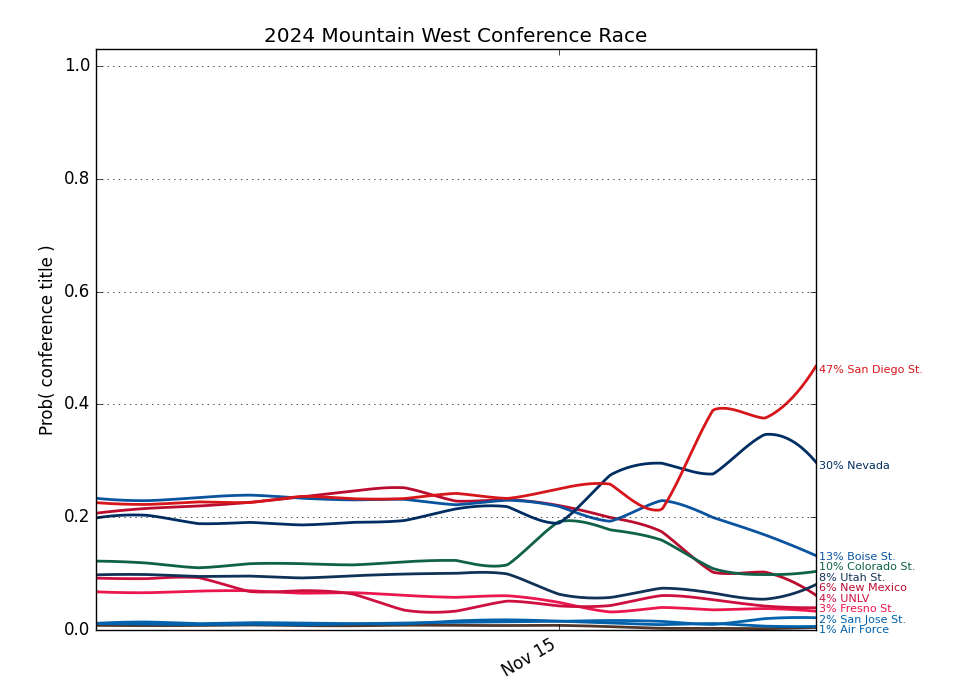 2024 Mountain West Conference Race
Prob( conference title )
1.0
0.8
0.6
0.4
0.2
0.0
47% San Diego St.
30% Nevada
13% Boise St.
10% Colorado St.
8% Utah St.
6% New Mexico
4% UNLV
3% Fresno St.
2% San Jose St.
1% Air Force
Nov 15